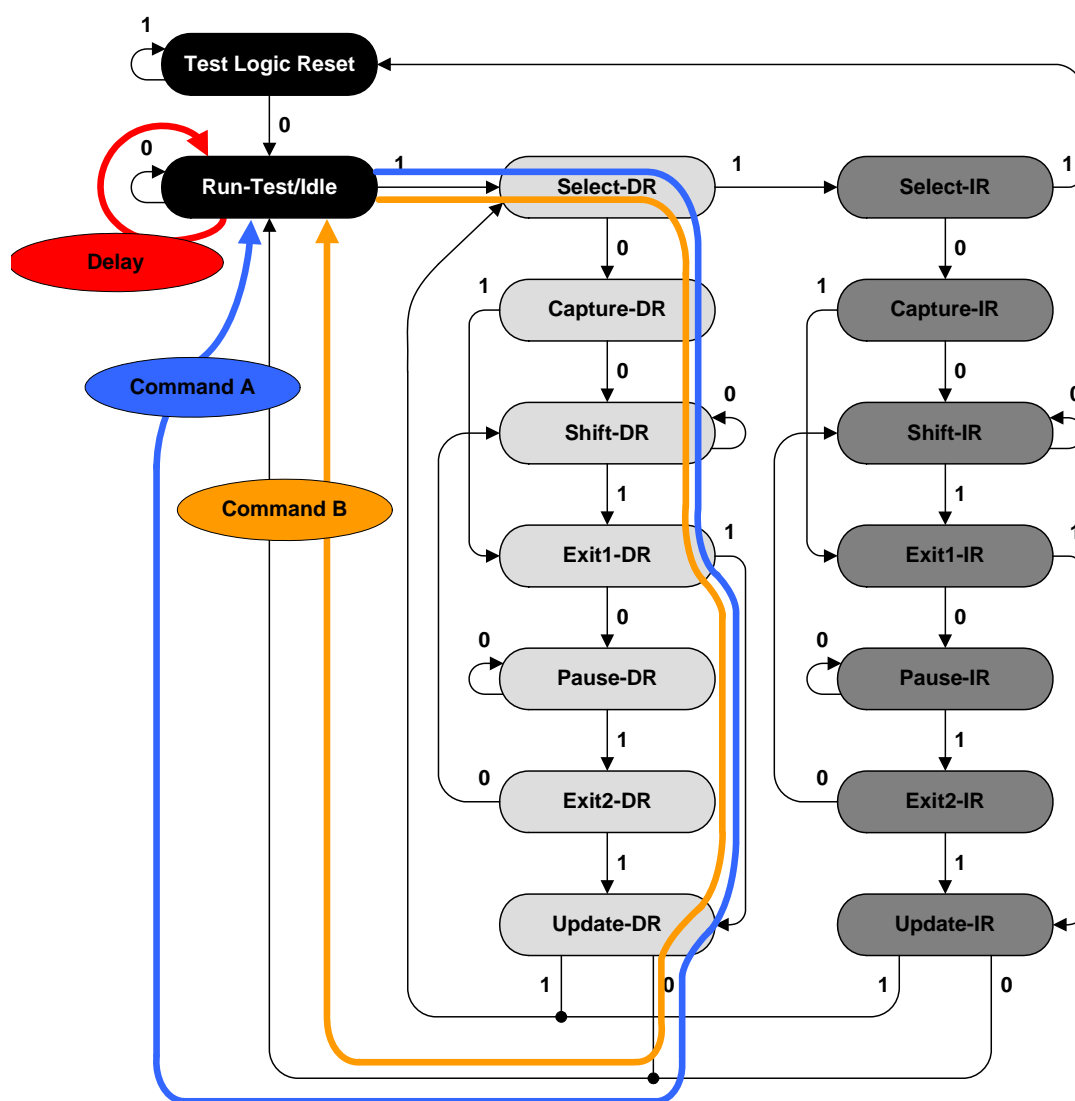 1
Test Logic Reset
0
0
Run-Test/Idle
1
Select-DR
1
Select-IR
1
Delay
0
0
1
Capture-DR
1
Capture-IR
0
0
Command A
Shift-DR
0
Shift-IR
0
1
1
Command B
Exit1-DR
1
Exit1-IR
1
0
0
0
Pause-DR
0
Pause-IR
1
1
0
Exit2-DR
0
Exit2-IR
1
1
Update-DR
Update-IR
1
0
1
0